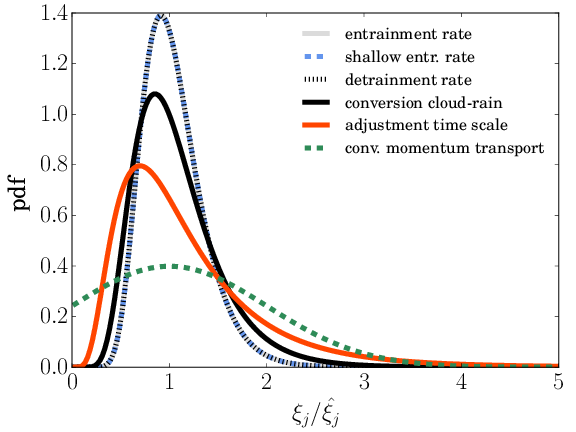 1.4
1.2
1.0
0.8
0.6
0.4
0.2
0.0
pdf
entrainment rate
shallow entr. rate
detrainment rate
conversion cloud-rain
adjustment time scale
conv. momentum transport
0 1 2 3 4 5
ξ_j/ξ̂_j